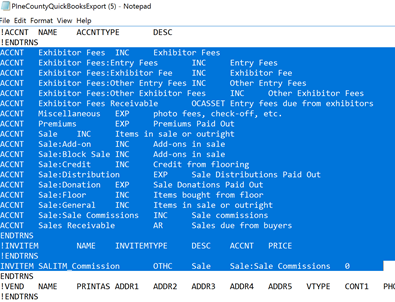 PineCountyQuickBooksExport (5) - Notepad
File Edit Format View Help
!ACCNT NAME ACCNTTYPE DESC
!ENDTRNS
ACCNT Exhibitor Fees INC Exhibitor Fees
ACCNT Exhibitor Fees:Entry Fees INC Entry Fees
ACCNT Exhibitor Fees:Exhibitor Fee INC Exhibitor Fee
ACCNT Exhibitor Fees:Other Entry Fees INC Other Entry Fees
ACCNT Exhibitor Fees:Other Exhibitor Fees INC Other Exhibitor Fees
ACCNT Exhibitor Fees Receivable OCASSET Entry fees due from exhibitors
ACCNT Miscellaneous EXP photo fees, check-off, etc.
ACCNT Premiums EXP Premiums Paid Out
ACCNT Sale INC Items in sale or outright
ACCNT Sale:Add-on INC Add-ons in sale
ACCNT Sale:Block Sale INC Add-ons in sale
ACCNT Sale:Credit INC Credit from flooring
ACCNT Sale:Distribution EXP Sale Distributions Paid Out
ACCNT Sale:Donation EXP Sale Donations Paid Out
ACCNT Sale:Floor INC Items bought from floor
ACCNT Sale:General INC Items in sale or outright
ACCNT Sale:Sale Commissions INC Sale commissions
ACCNT Sales Receivable AR Sales due from buyers
ENDTRNS
!INVITEM NAME INVITEMTYPE DESC ACCNT PRICE
!ENDTRNS
INVITEM SALITM_Commission OTHC Sale Sale:Sale Commissions 0
ENDTRNS
!VEND NAME PRINTAS ADDR1 ADDR2 ADDR3 ADDR4 ADDR5 VTYPE CONT1 PHO
!ENDTRNS